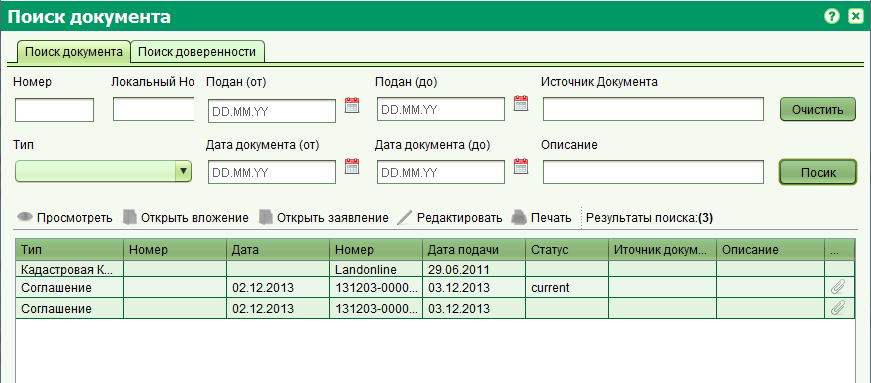 Поиск документа
Поиск документа Поиск доверенности
Номер Локальный Но Подан (от) Подан (до) Источник Документа
DD.MM.YY DD.MM.YY Очистить
Тип Дата документа (от) Дата документа (до) Описание
DD.MM.YY DD.MM.YY Посик
Просмотреть Открыть вложение Открыть заявление Редактировать Печать Результаты поиска:(3)
Тип Номер Дата Номер Дата подачи Статус Иточник докум... Описание ...
Кадастровая К... Landonline 29.06.2011
Соглашение 02.12.2013 131203-0000... 03.12.2013 current
Соглашение 02.12.2013 131203-0000... 03.12.2013